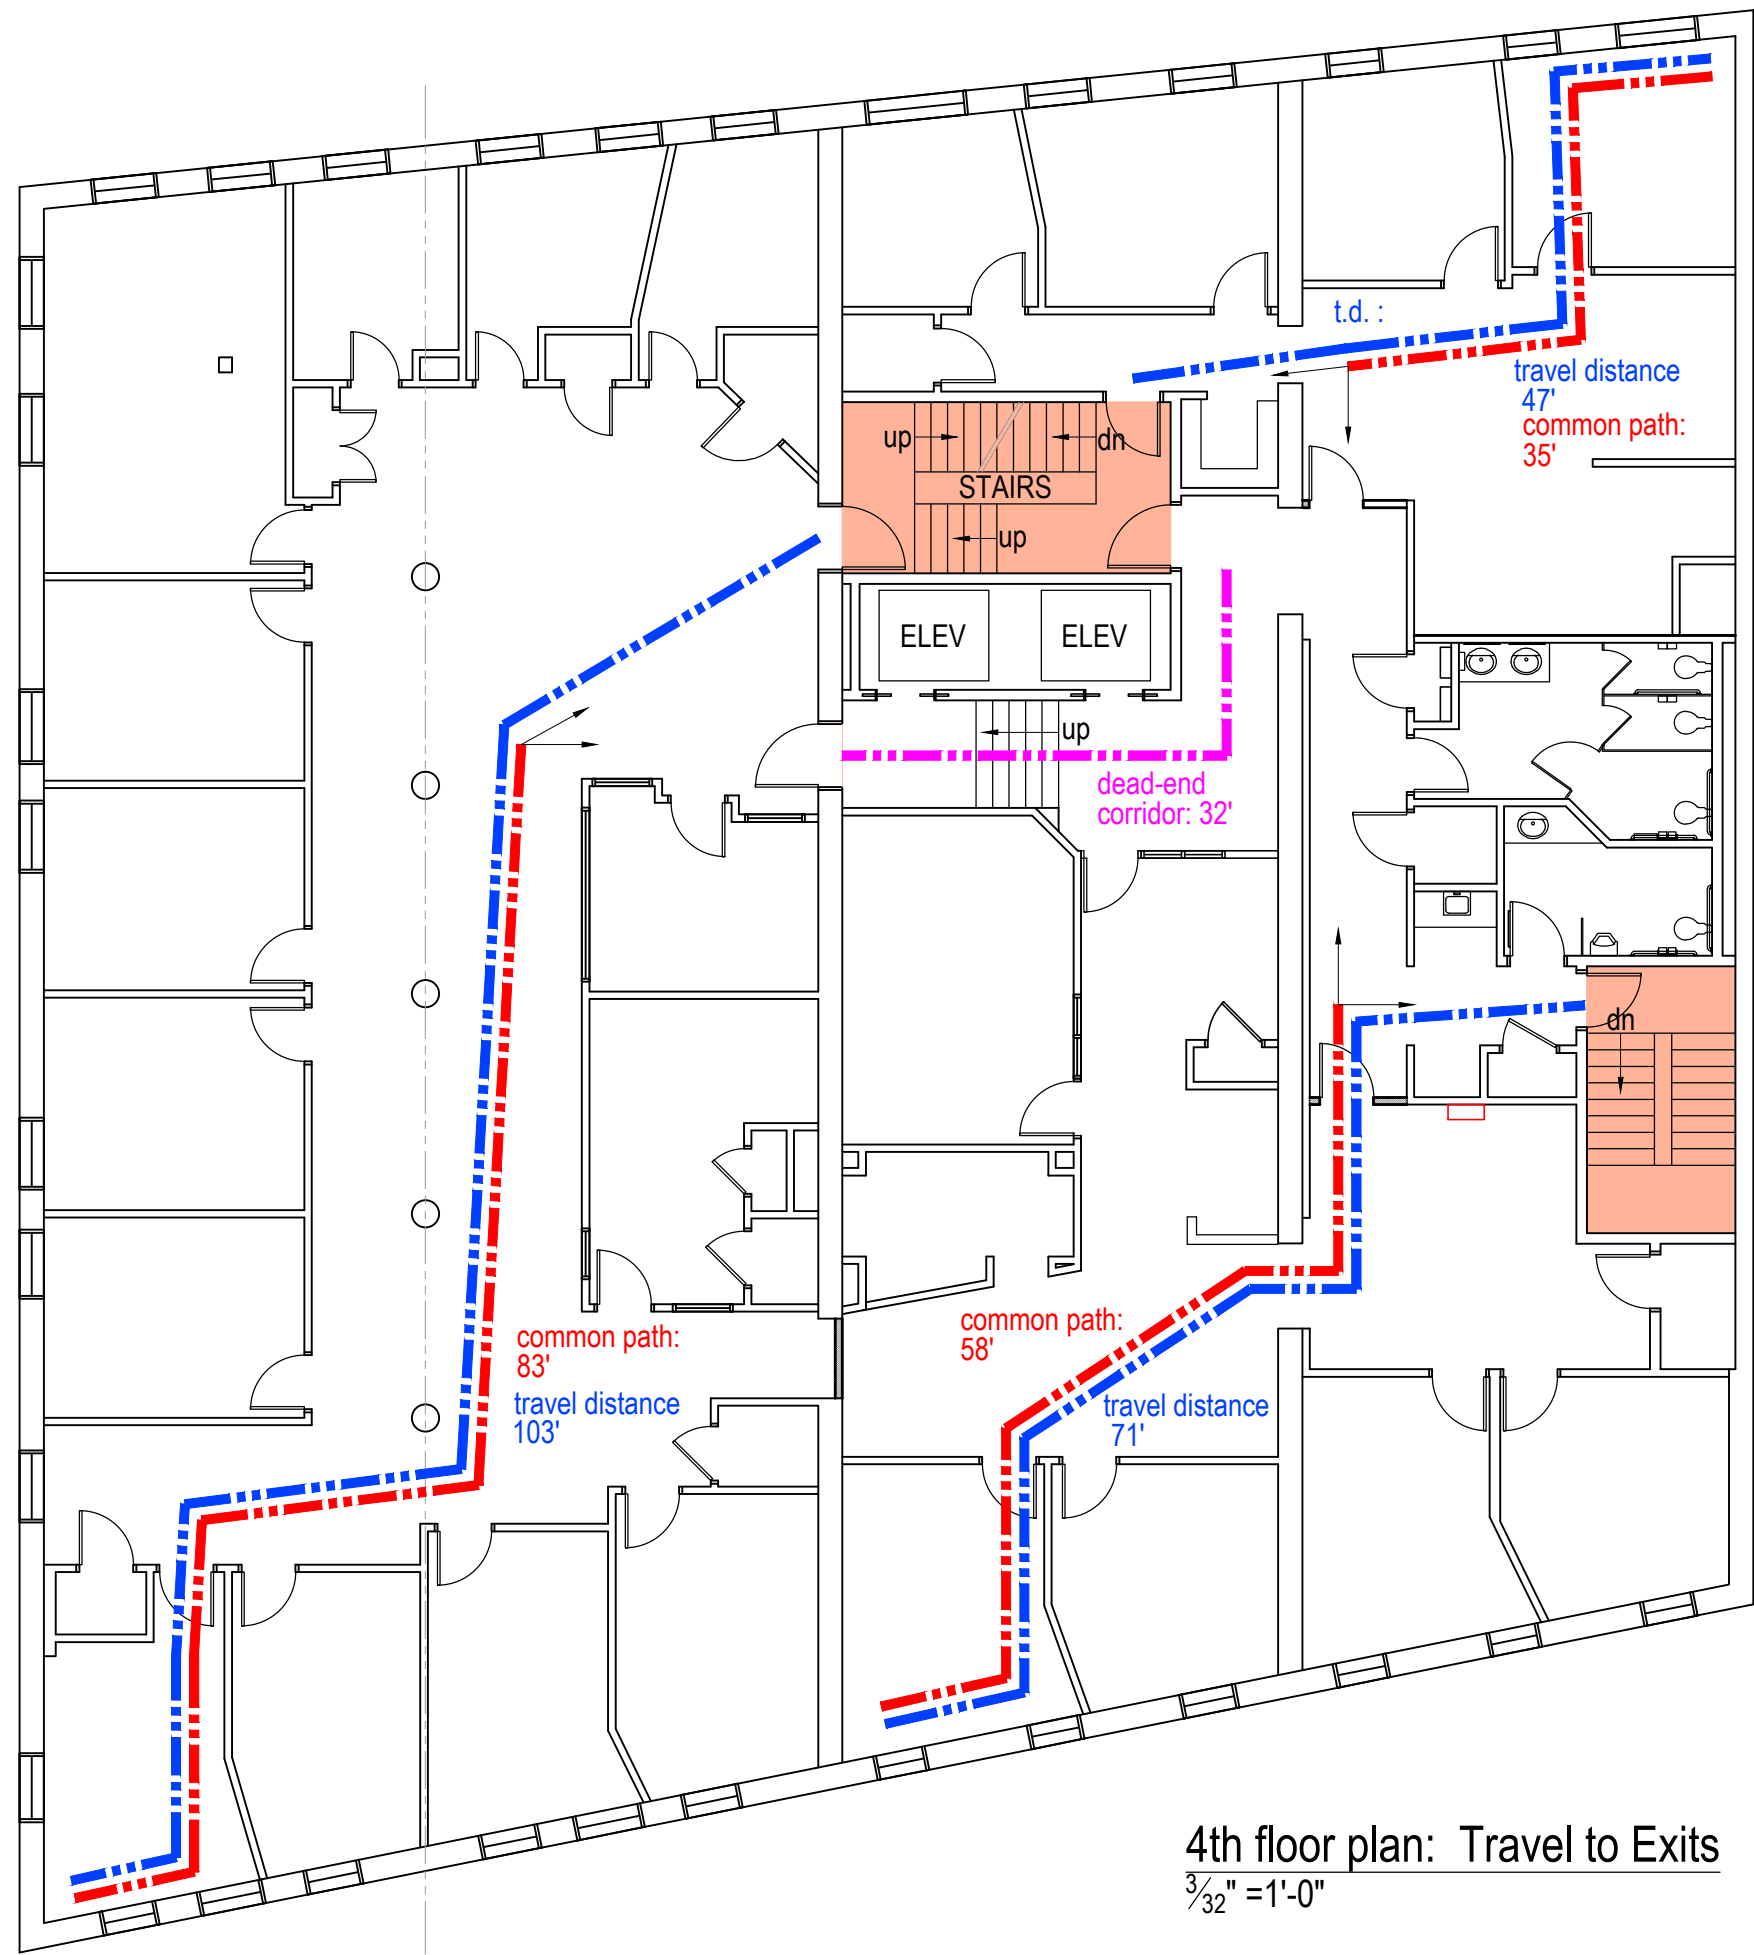 t.d. :
travel distance
47'
common path:
35'
up
dn
STAIRS
up
ELEV
ELEV
up
dead-end
corridor: 32'
dn
common path:
83'
travel distance
103'
common path:
58'
travel distance
71'
4th floor plan: Travel to Exits
3/32" =1'-0"